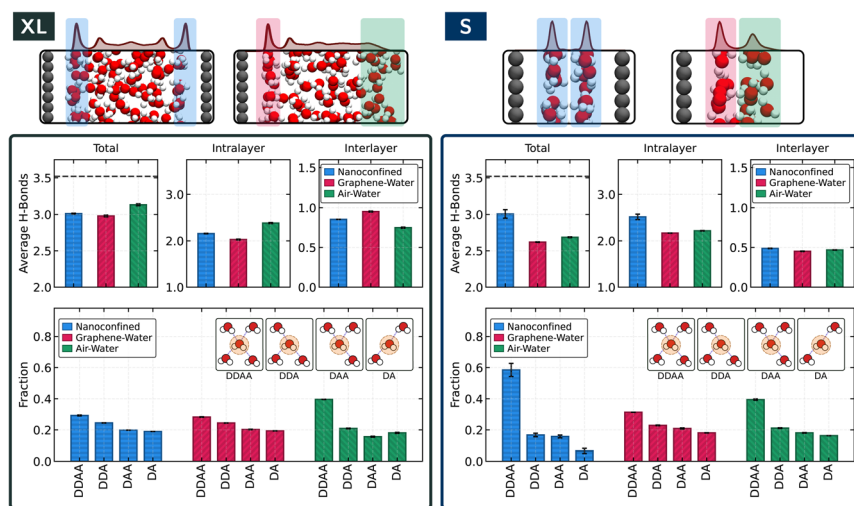 XL
S
Total
Intralayer
Interlayer
Average H-Bonds
3.5
3.0
2.5
2.0
3.0
2.0
1.0
1.5
1.0
0.5
0.0
Nanoconfined
Graphene-Water
Air-Water
Fraction
0.8
0.6
0.4
0.2
0.0
Nanoconfined
Graphene-Water
Air-Water
DDAA
DDA
DAA
DA
DDAA
DDA
DAA
DA
DDAA
DDA
DAA
DA
DDAA
DDA
DAA
DA
Total
Intralayer
Interlayer
Average H-Bonds
3.5
3.0
2.5
2.0
3.0
2.0
1.0
1.5
1.0
0.5
0.0
Nanoconfined
Graphene-Water
Air-Water
Fraction
0.8
0.6
0.4
0.2
0.0
Nanoconfined
Graphene-Water
Air-Water
DDAA
DDA
DAA
DA
DDAA
DDA
DAA
DA
DDAA
DDA
DAA
DA
DDAA
DDA
DAA
DA